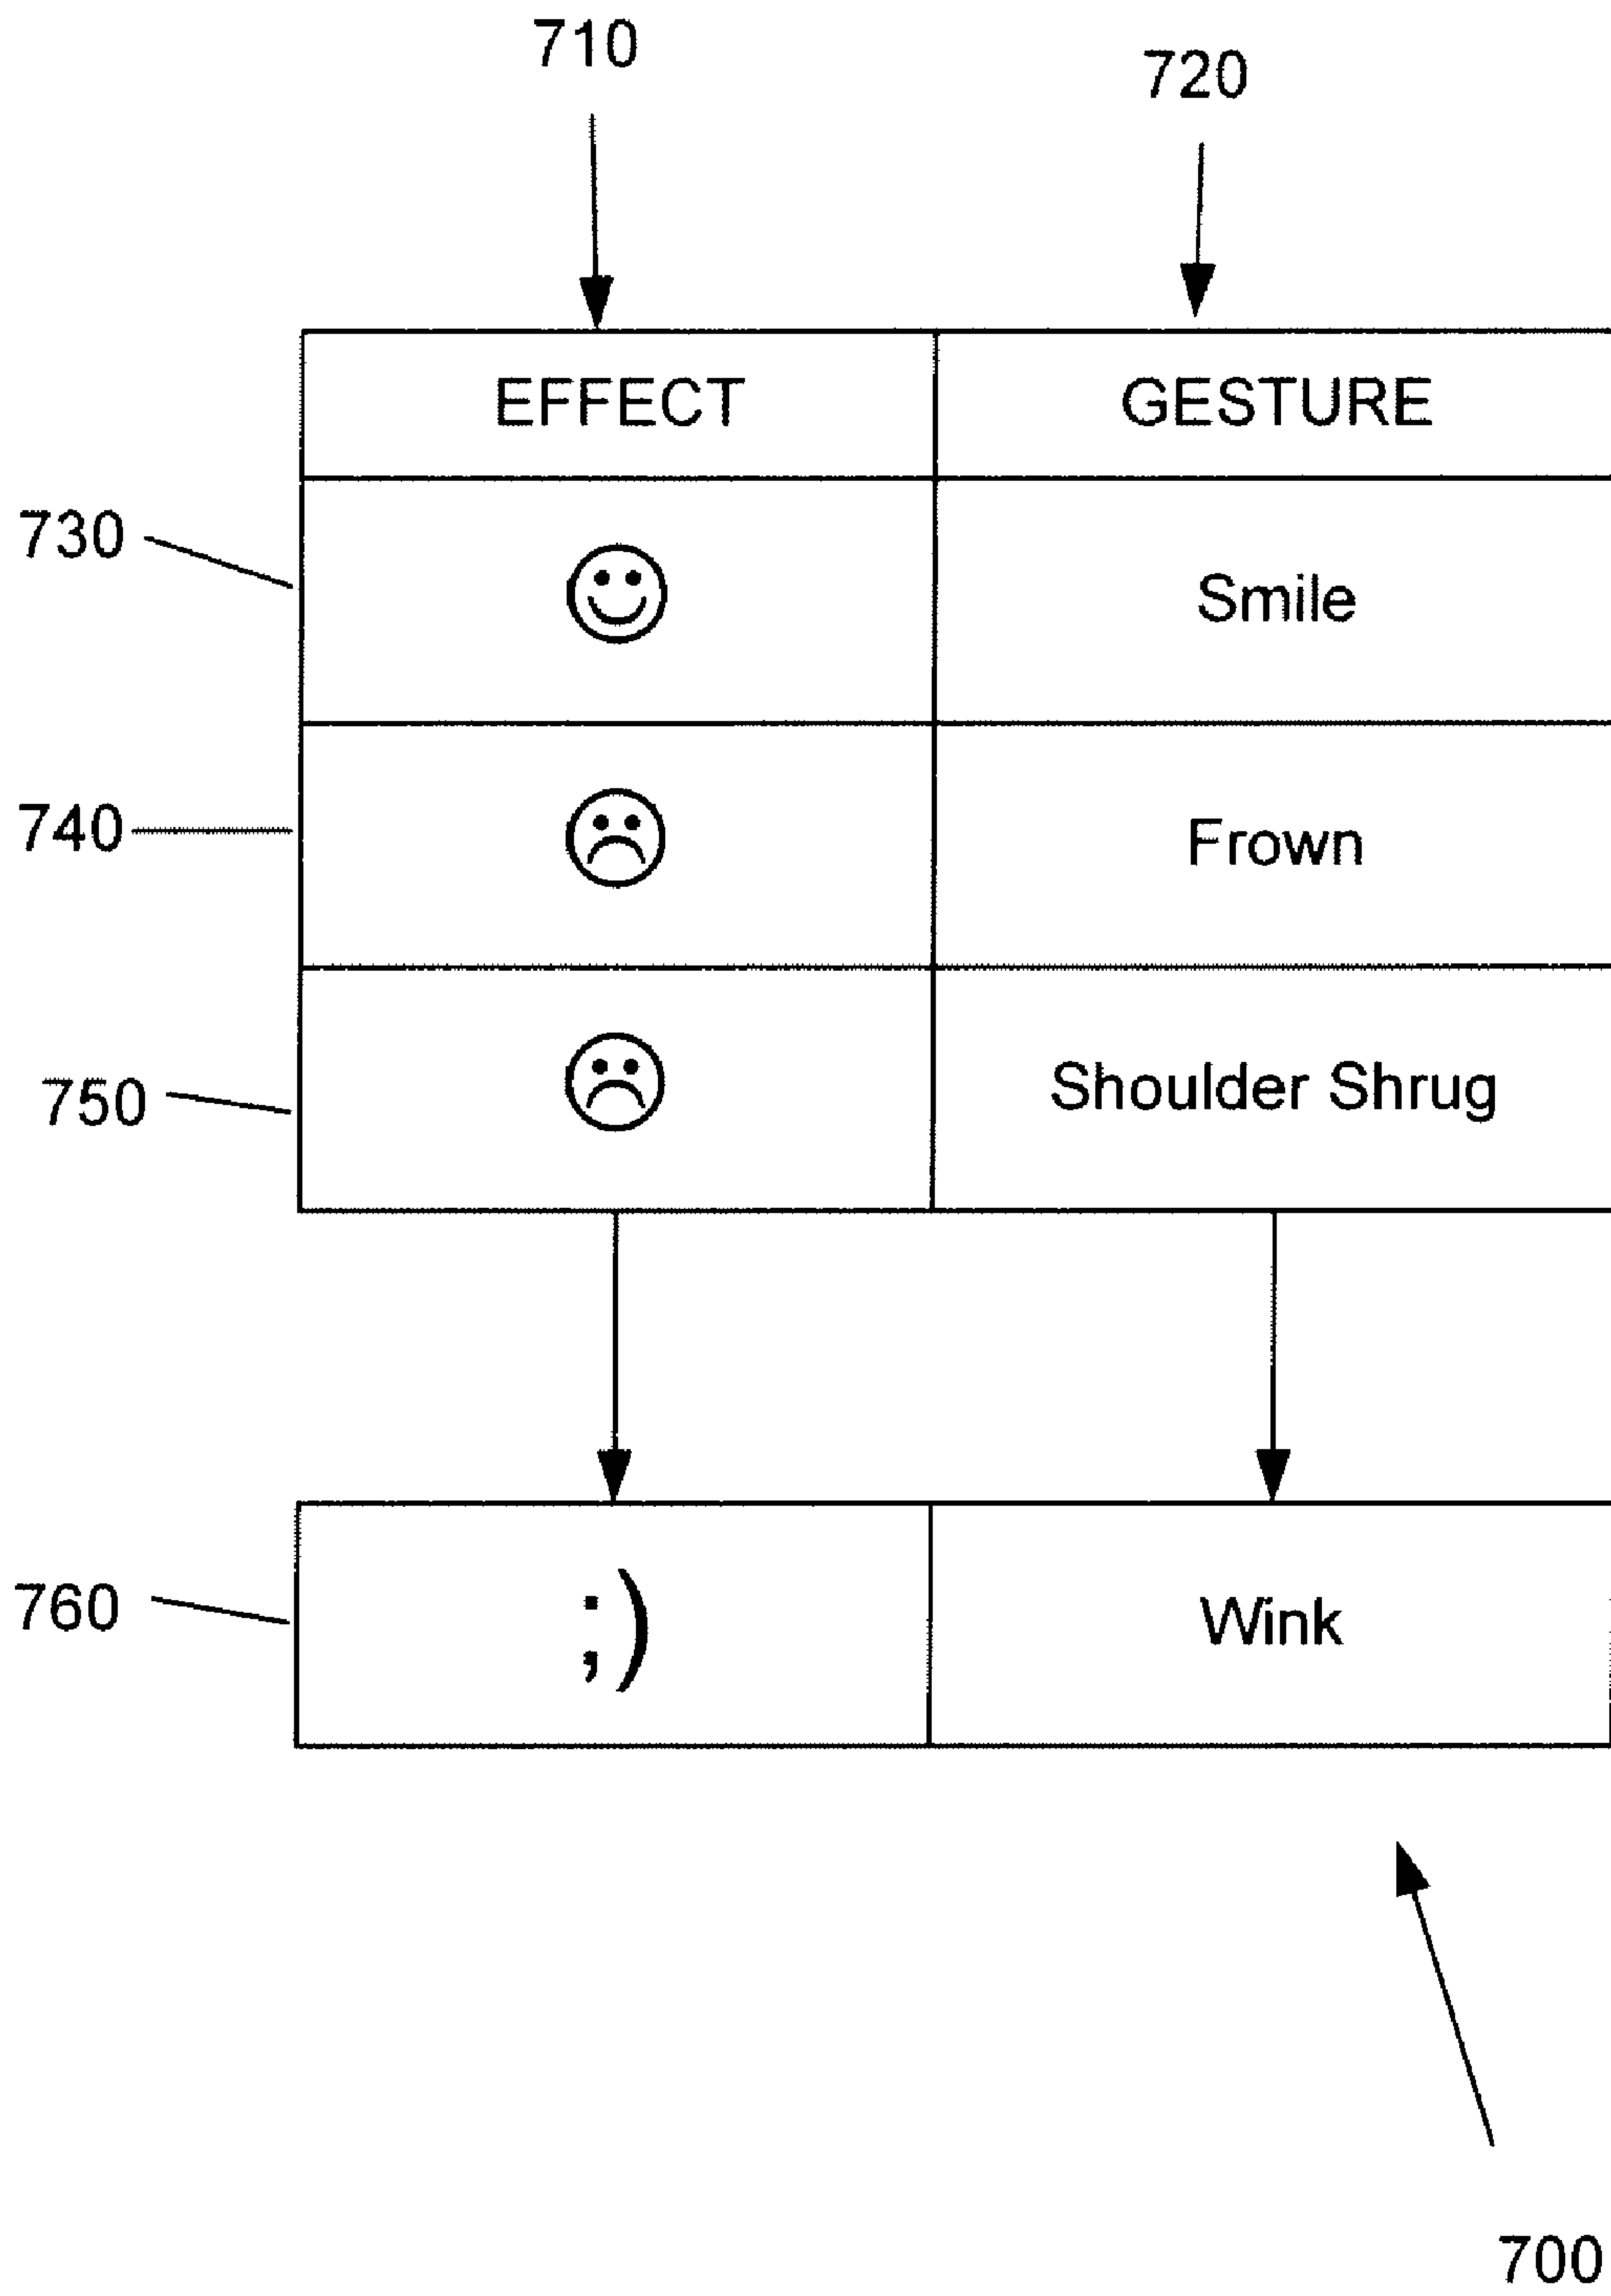 710
720
EFFECT GESTURE
730 Smile
740 Frown
750 Shoulder Shrug
760 ;) Wink
700